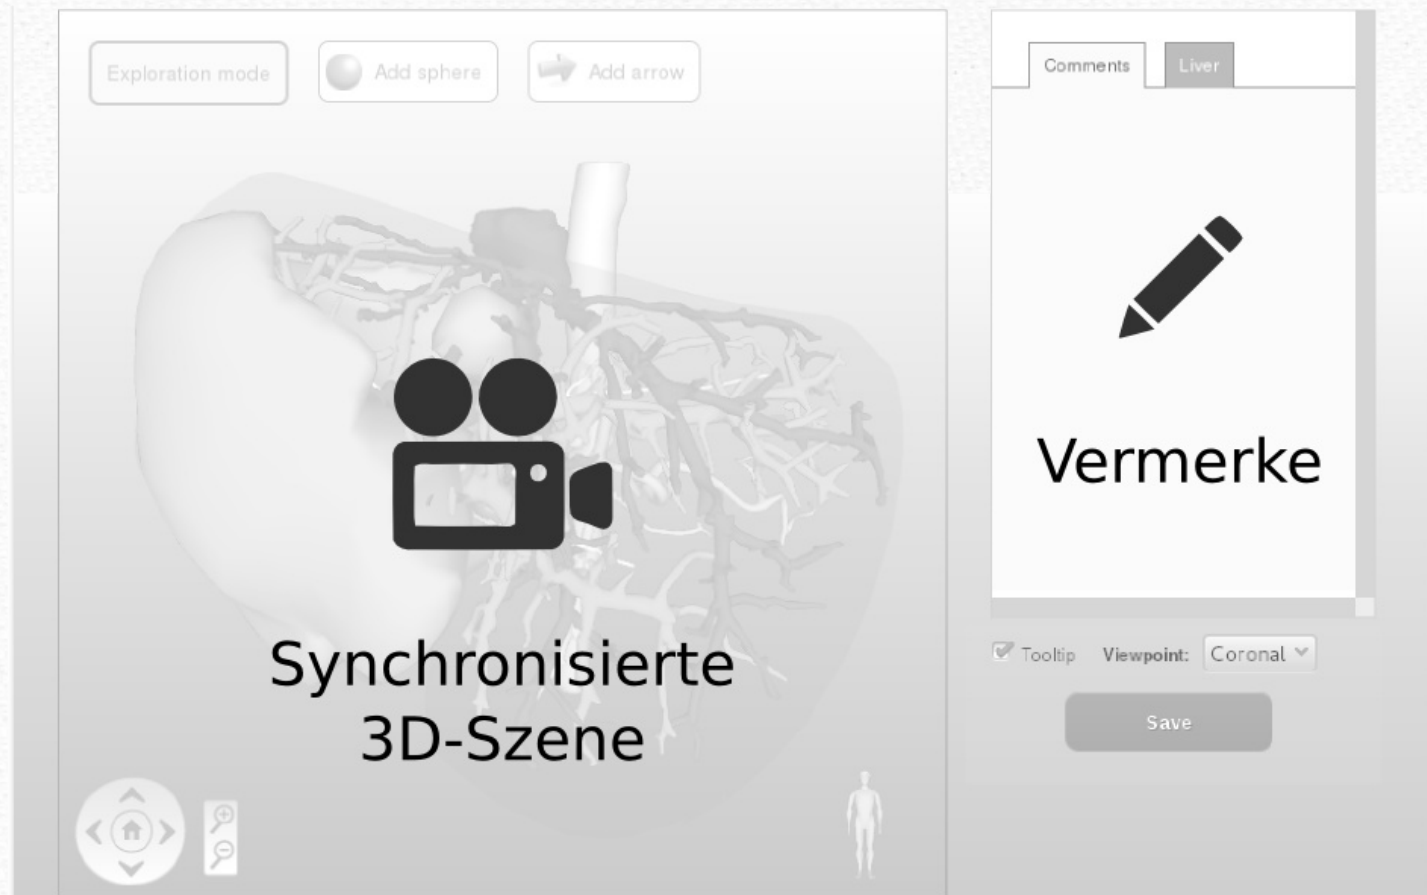 Exploration mode
Add sphere
Add arrow
Comments
Liver
Vermerke
Synchronisierte
3D-Szene
Tooltip
Viewpoint:
Coronal
Save